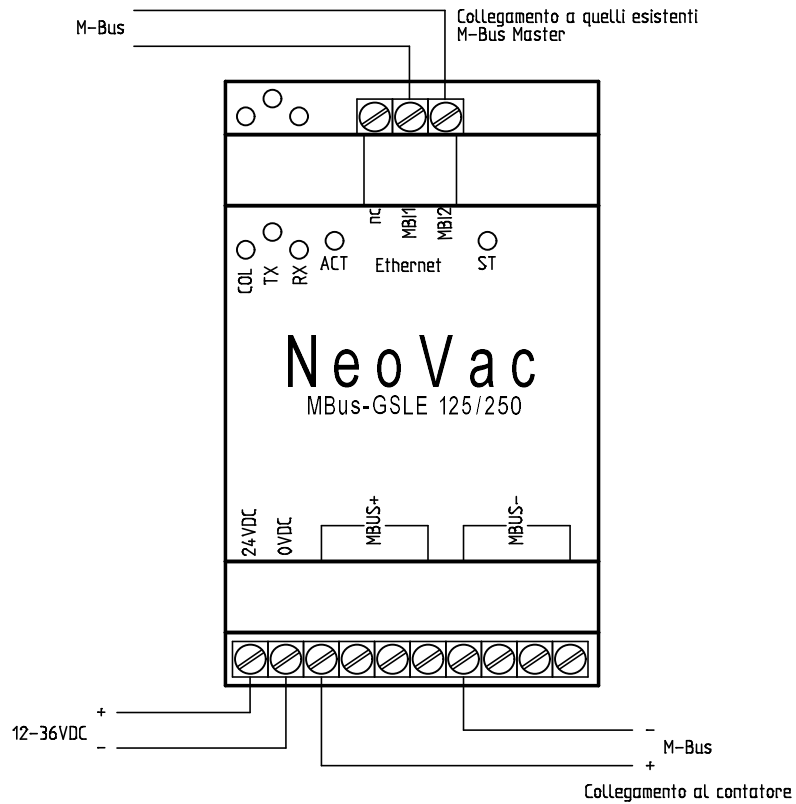 M-Bus
Collegamento a quelli esistenti
M-Bus Master
nc
MBI1
MBI2
COL
TX
RX
ACT
Ethernet
ST
NeoVac
MBus-GSLE 125/250
24VDC
0VDC
MBUS+
MBUS-
+
12-36VDC
-
-
M-Bus
+
Collegamento al contatore